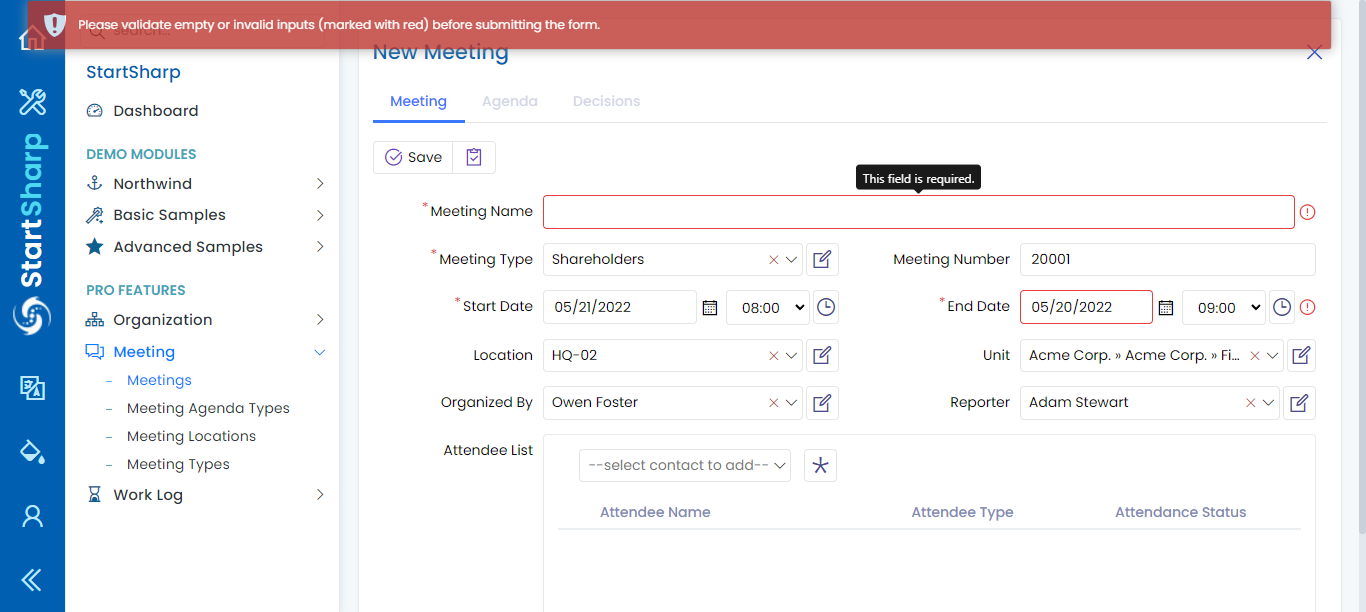 Please validate empty or invalid inputs (marked with red) before submitting the form.
search...
StartSharp
StartSharp
Dashboard
DEMO MODULES
Northwind
Basic Samples
Advanced Samples
PRO FEATURES
Organization
Meeting
Meetings
Meeting Agenda Types
Meeting Locations
Meeting Types
Work Log
New Meeting
Meeting Agenda Decisions
Save
This field is required.
*Meeting Name
*Meeting Type Shareholders Meeting Number 20001
*Start Date 05/21/2022 08:00 *End Date 05/20/2022 09:00
Location HQ-02 Unit Acme Corp. » Acme Corp. » Fi...
Organized By Owen Foster Reporter Adam Stewart
Attendee List
--select contact to add--
Attendee Name Attendee Type Attendance Status